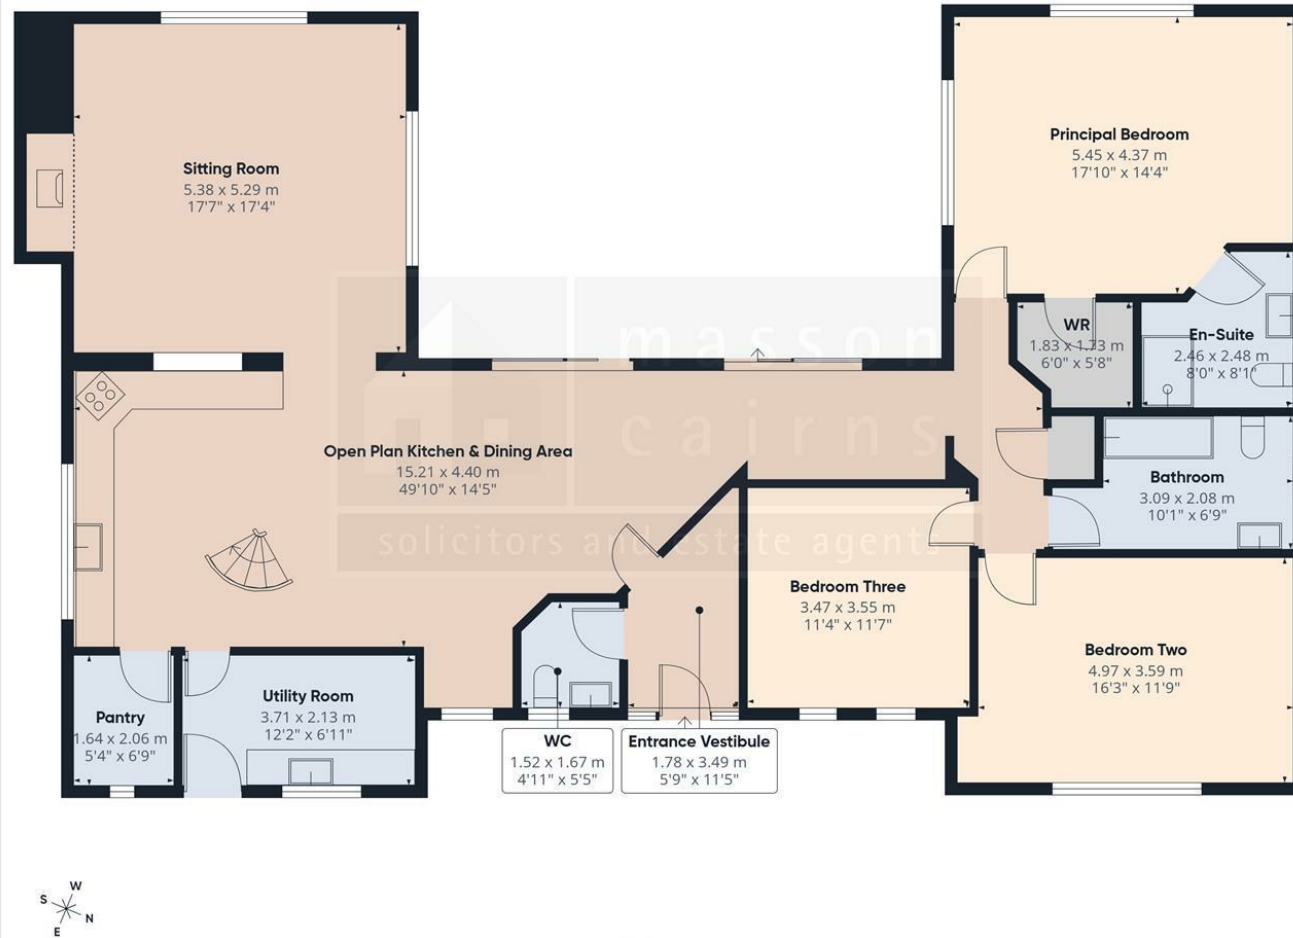 Sitting Room
5.38 x 5.29 m
17'7" x 17'4"
Principal Bedroom
5.45 x 4.37 m
17'10" x 14'4"
WR
1.83 x 1.73 m
6'0" x 5'8"
En-Suite
2.46 x 2.48 m
8'0" x 8'1"
masson
cairns
solicitors and estate agents
Open Plan Kitchen & Dining Area
15.21 x 4.40 m
49'10" x 14'5"
Bathroom
3.09 x 2.08 m
10'1" x 6'9"
Bedroom Three
3.47 x 3.55 m
11'4" x 11'7"
Bedroom Two
4.97 x 3.59 m
16'3" x 11'9"
Pantry
1.64 x 2.06 m
5'4" x 6'9"
Utility Room
3.71 x 2.13 m
12'2" x 6'11"
WC
1.52 x 1.67 m
4'11" x 5'5"
Entrance Vestibule
1.78 x 3.49 m
5'9" x 11'5"
W
S
N
E